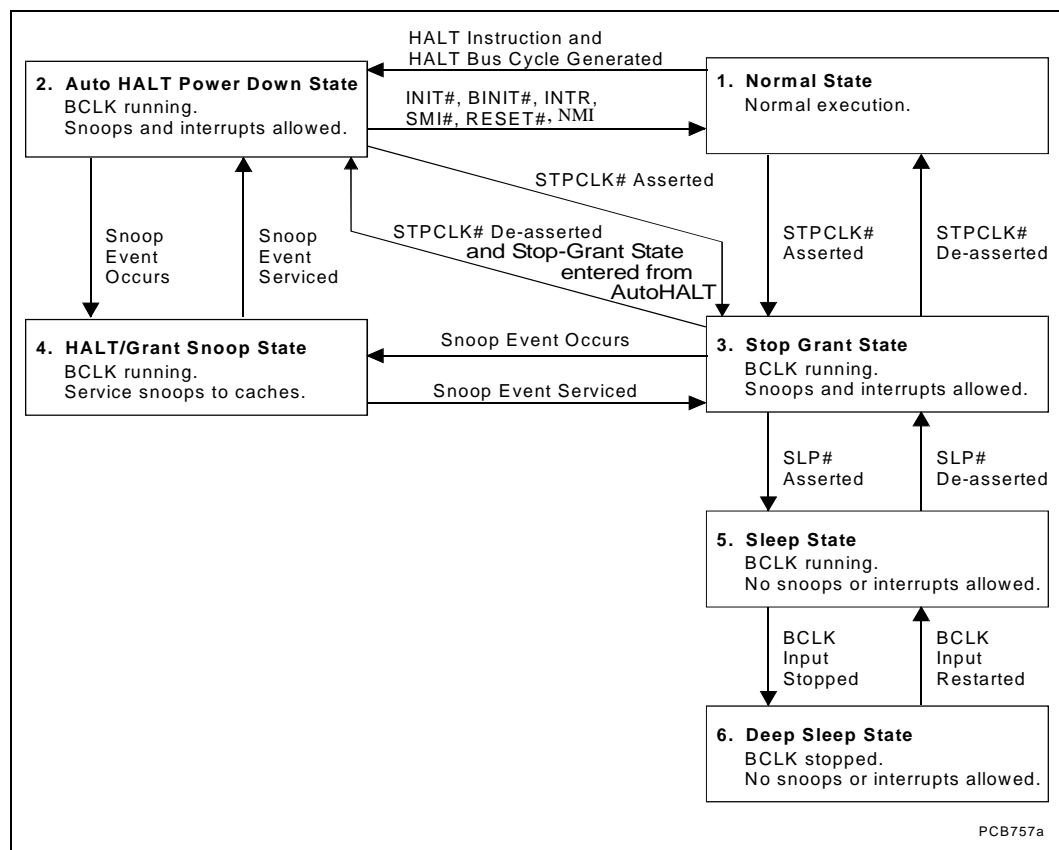 HALT Instruction and
HALT Bus Cycle Generated
2. Auto HALT Power Down State
BCLK running.
Snoops and interrupts allowed.
INIT#, BINIT#, INTR,
SMI#, RESET#, NMI
1. Normal State
Normal execution.
STPCLK# Asserted
STPCLK# De-asserted
and Stop-Grant State
entered from
AutoHALT
Snoop
Event
Occurs
Snoop
Event
Serviced
STPCLK#
Asserted
STPCLK#
De-asserted
4. HALT/Grant Snoop State
BCLK running.
Service snoops to caches.
Snoop Event Occurs
Snoop Event Serviced
3. Stop Grant State
BCLK running.
Snoops and interrupts allowed.
SLP#
Asserted
SLP#
De-asserted
5. Sleep State
BCLK running.
No snoops or interrupts allowed.
BCLK
Input
Stopped
BCLK
Input
Restarted
6. Deep Sleep State
BCLK stopped.
No snoops or interrupts allowed.
PCB757a